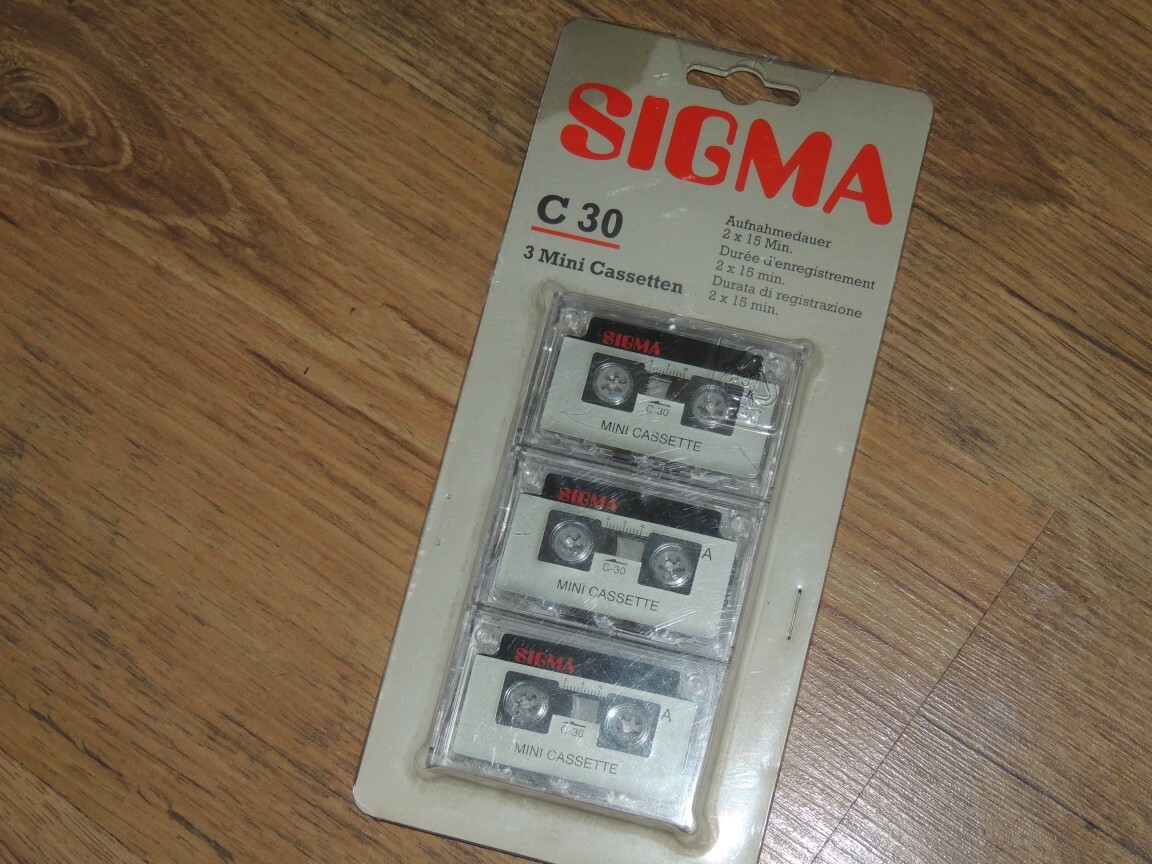 SIGMA
C 30
3 Mini Cassetten
Aufnahmedauer
2 x 15 Min.
Durée d'enregistrement
2 x 15 min.
Durata di registrazione
2 x 15 min.
SIGMA
C-30
MINI CASSETTE
SIGMA
A
C-30
MINI CASSETTE
SIGMA
A
C-30
MINI CASSETTE